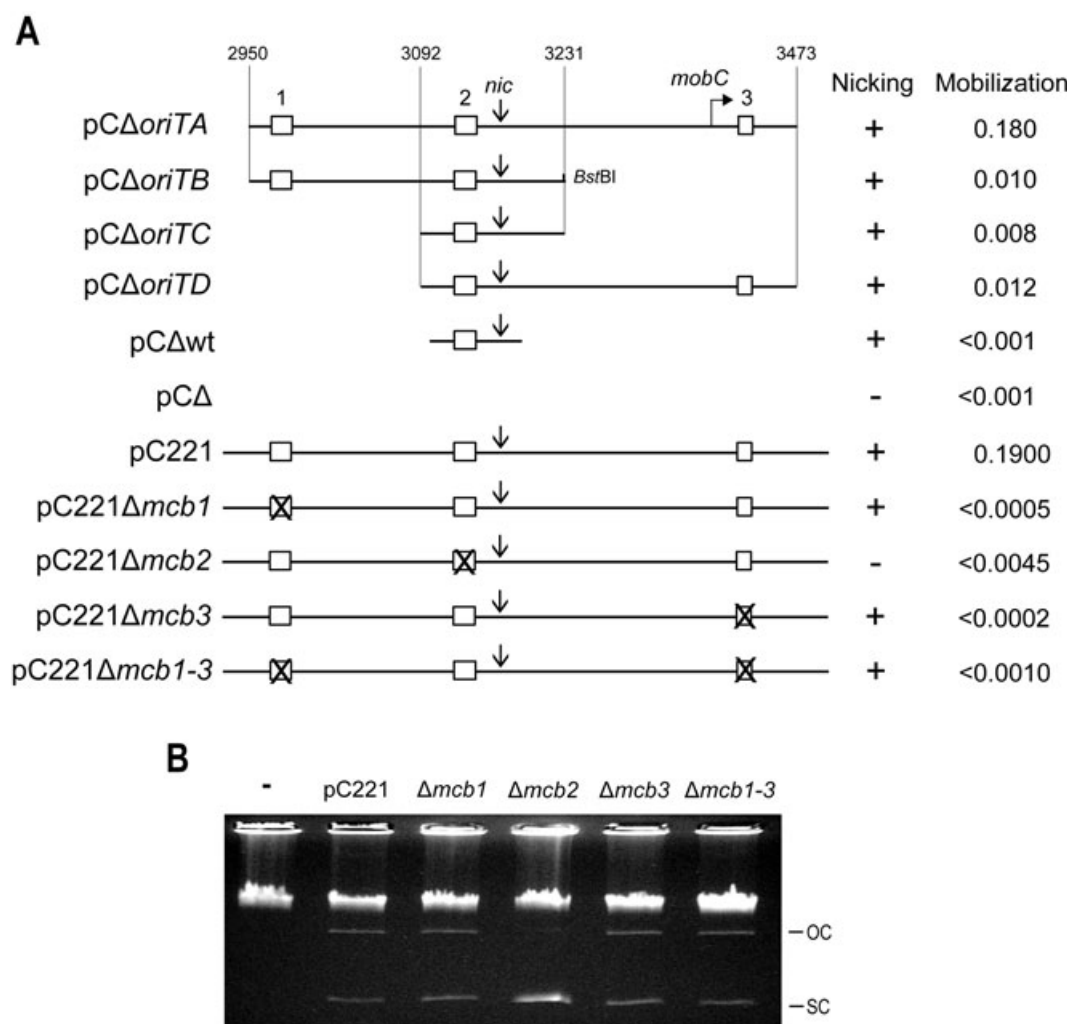 A
2950 3092 3231 3473
nic mobC Nicking Mobilization
1 2 3
pCΔoriTA + 0.180
pCΔoriTB BstBI + 0.010
pCΔoriTC + 0.008
pCΔoriTD + 0.012
pCΔwt + <0.001
pCΔ - <0.001
pC221 + 0.1900
pC221Δmcb1 + <0.0005
pC221Δmcb2 - <0.0045
pC221Δmcb3 + <0.0002
pC221Δmcb1-3 + <0.0010
B
- pC221 Δmcb1 Δmcb2 Δmcb3 Δmcb1-3
OC
SC